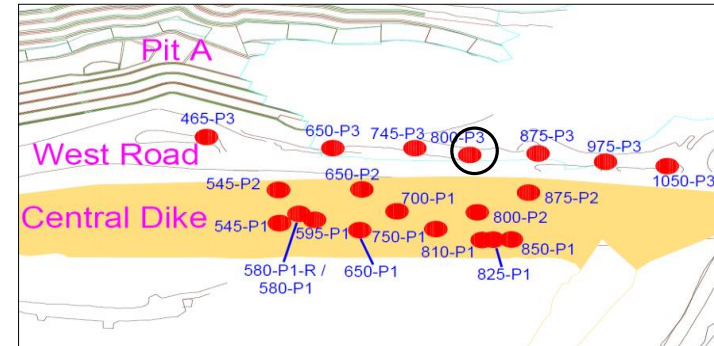 Pit A
465-P3
650-P3
745-P3
800-P3
875-P3
975-P3
1050-P3
West Road
545-P2
650-P2
875-P2
700-P1
800-P2
Central Dike
545-P1
595-P1
750-P1
810-P1
850-P1
580-P1-R /
580-P1
650-P1
825-P1